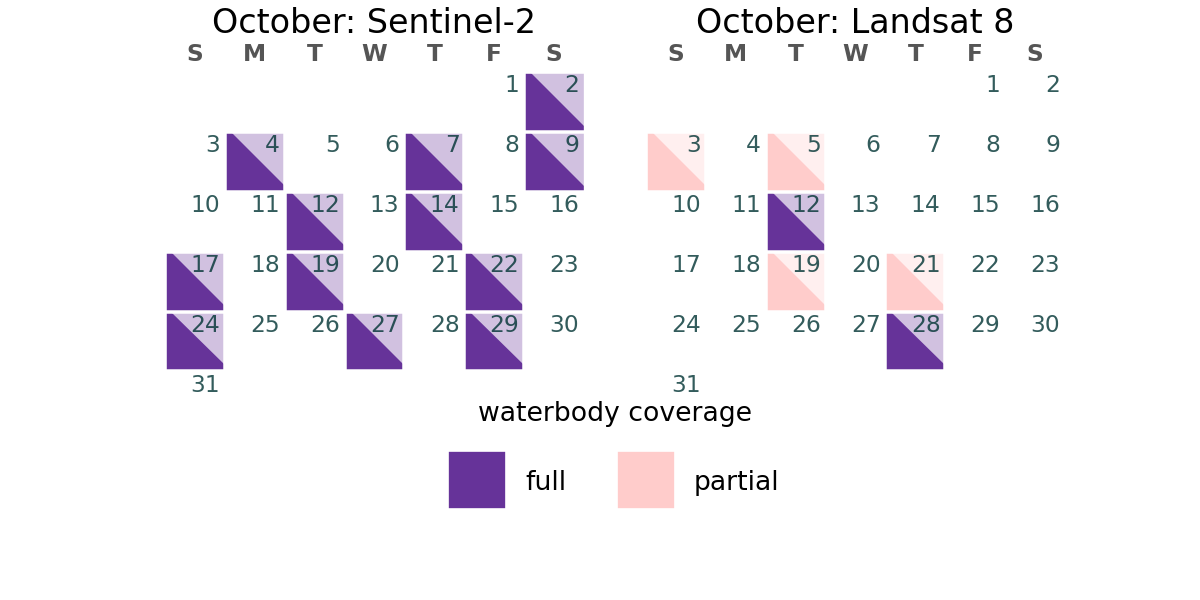 October: Sentinel-2
S M T W T F S
1 2
3 4 5 6 7 8 9
10 11 12 13 14 15 16
17 18 19 20 21 22 23
24 25 26 27 28 29 30
31
October: Landsat 8
S M T W T F S
1 2
3 4 5 6 7 8 9
10 11 12 13 14 15 16
17 18 19 20 21 22 23
24 25 26 27 28 29 30
31
waterbody coverage
full partial